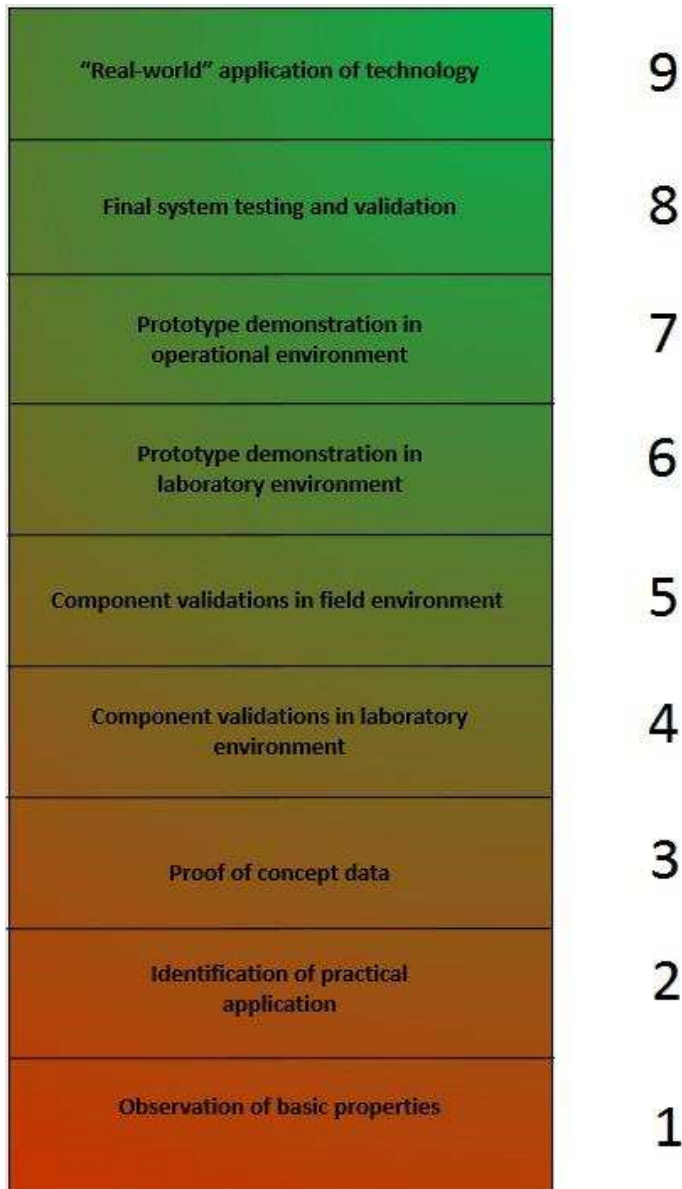 “Real-world” application of technology
9
Final system testing and validation
8
Prototype demonstration in
operational environment
7
Prototype demonstration in
laboratory environment
6
Component validations in field environment
5
Component validations in laboratory
environment
4
Proof of concept data
3
Identification of practical
application
2
Observation of basic properties
1